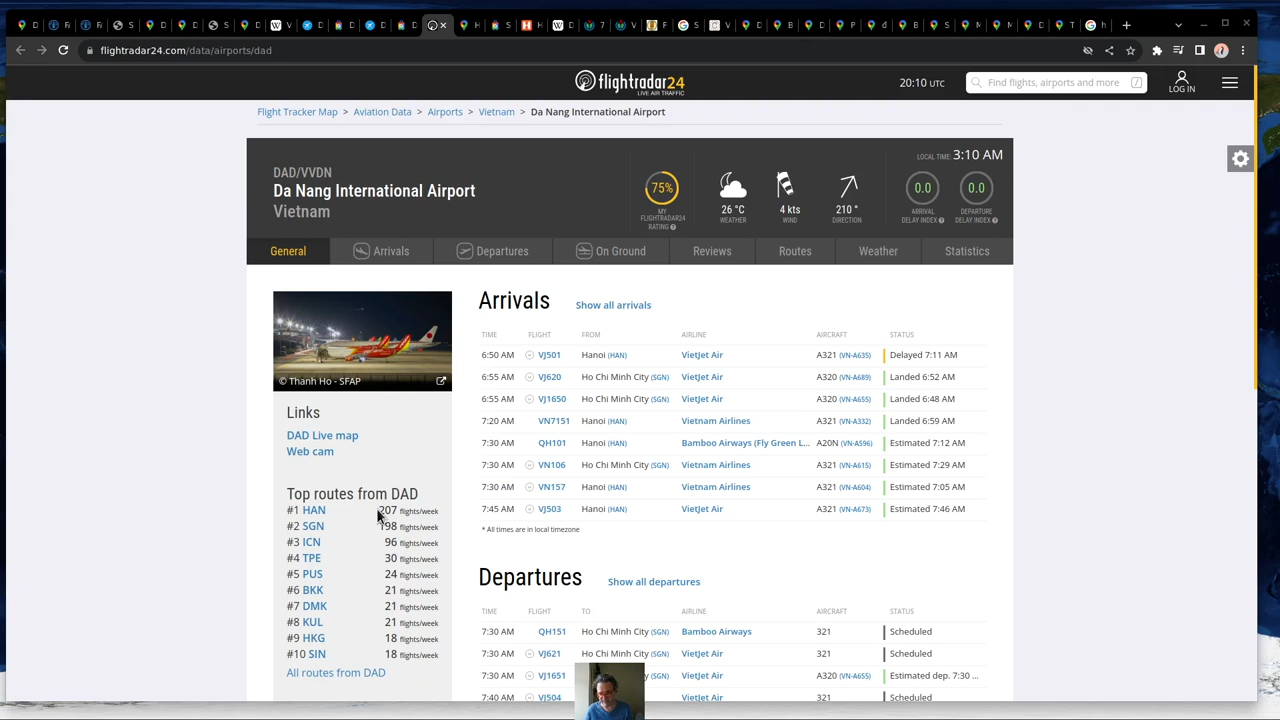 flightradar24.com/data/airports/dad
flightradar24
LIVE AIR TRAFFIC
20:10 UTC
Find flights, airports and more
/
LOG IN
Flight Tracker Map > Aviation Data > Airports > Vietnam > Da Nang International Airport
LOCAL TIME: 3:10 AM
DAD/VVDN
Da Nang International Airport
Vietnam
75%
MY FLIGHTRADAR24 RATING
26 °C
WEATHER
4 kts
WIND
210 °
DIRECTION
0.0
ARRIVAL DELAY INDEX
0.0
DEPARTURE DELAY INDEX
General
Arrivals
Departures
On Ground
Reviews
Routes
Weather
Statistics
© Thanh Ho - SFAP
Links
DAD Live map
Web cam
Top routes from DAD
#1 HAN 207 flights/week
#2 SGN 198 flights/week
#3 ICN 96 flights/week
#4 TPE 30 flights/week
#5 PUS 24 flights/week
#6 BKK 21 flights/week
#7 DMK 21 flights/week
#8 KUL 21 flights/week
#9 HKG 18 flights/week
#10 SIN 18 flights/week
All routes from DAD
Arrivals Show all arrivals
TIME FLIGHT FROM AIRLINE AIRCRAFT STATUS
6:50 AM VJ501 Hanoi (HAN) VietJet Air A321 (VN-A635) Delayed 7:11 AM
6:55 AM VJ620 Ho Chi Minh City (SGN) VietJet Air A320 (VN-A689) Landed 6:52 AM
6:55 AM VJ1650 Ho Chi Minh City (SGN) VietJet Air A320 (VN-A655) Landed 6:48 AM
7:20 AM VN7151 Hanoi (HAN) Vietnam Airlines A321 (VN-A332) Landed 6:59 AM
7:30 AM QH101 Hanoi (HAN) Bamboo Airways (Fly Green L... A20N (VN-A596) Estimated 7:12 AM
7:30 AM VN106 Ho Chi Minh City (SGN) Vietnam Airlines A321 (VN-A615) Estimated 7:29 AM
7:30 AM VN157 Hanoi (HAN) Vietnam Airlines A321 (VN-A604) Estimated 7:05 AM
7:45 AM VJ503 Hanoi (HAN) VietJet Air A321 (VN-A673) Estimated 7:46 AM
* All times are in local timezone
Departures Show all departures
TIME FLIGHT TO AIRLINE AIRCRAFT STATUS
7:30 AM QH151 Ho Chi Minh City (SGN) Bamboo Airways 321 Scheduled
7:30 AM VJ621 Ho Chi Minh City (SGN) VietJet Air 321 Scheduled
7:30 AM VJ1651 y (SGN) VietJet Air A320 (VN-A655) Estimated dep. 7:30 ...
7:40 AM VJ504 VietJet Air 321 Scheduled